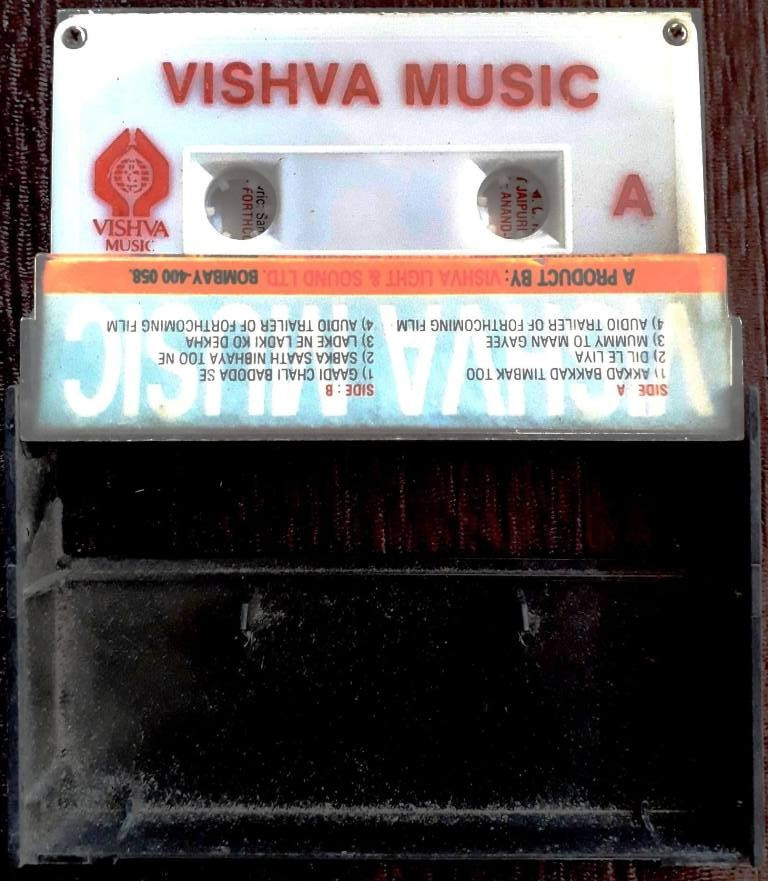 VISHVA MUSIC
VISHVA
MUSIC
A
FORTHC
JAIPURI
ANAND-
A PRODUCT BY: VISHVA LIGHT & SOUND LTD. BOMBAY-400 058.
VISHVA MUSIC
SIDE : A
1) AKKAD BAKKAD TIMBAK TOO
2) DIL LE LIYA
3) MUMMY TO MAAN GAYEE
4) AUDIO TRAILER OF FORTHCOMING FILM
SIDE : B
1) GAADI CHALI BADODA SE
2) SABKA SAATH NIBHAYA TOO NE
3) LADKE NE LADKI KO DEKHA
4) AUDIO TRAILER OF FORTHCOMING FILM